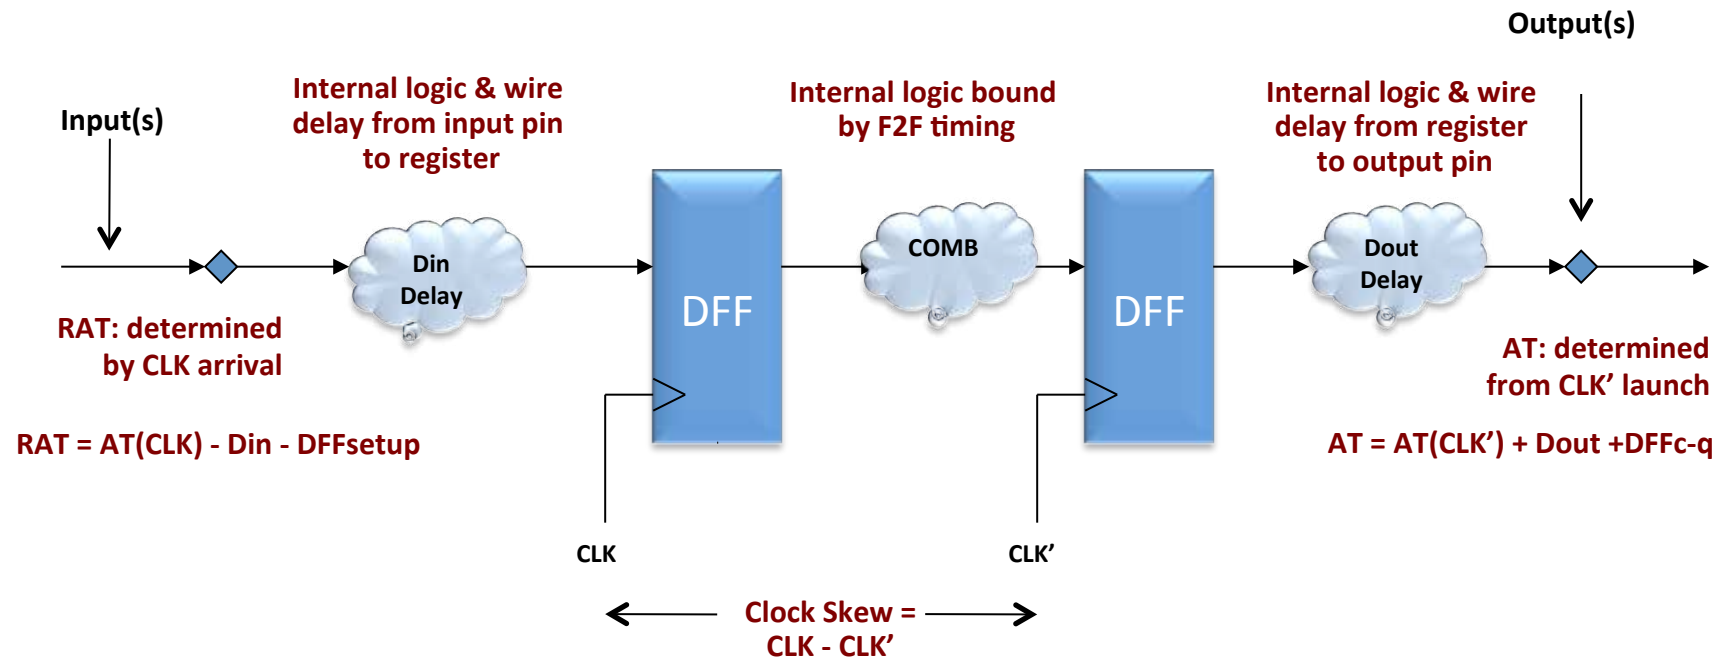 Output(s)
Input(s)
Internal logic & wire
delay from input pin
to register
Internal logic bound
by F2F timing
Internal logic & wire
delay from register
to output pin
Din
Delay
DFF
COMB
DFF
Dout
Delay
RAT: determined
by CLK arrival
AT: determined
from CLK’ launch
RAT = AT(CLK) - Din - DFFsetup
AT = AT(CLK’) + Dout +DFFc-q
CLK
CLK’
Clock Skew =
CLK - CLK’